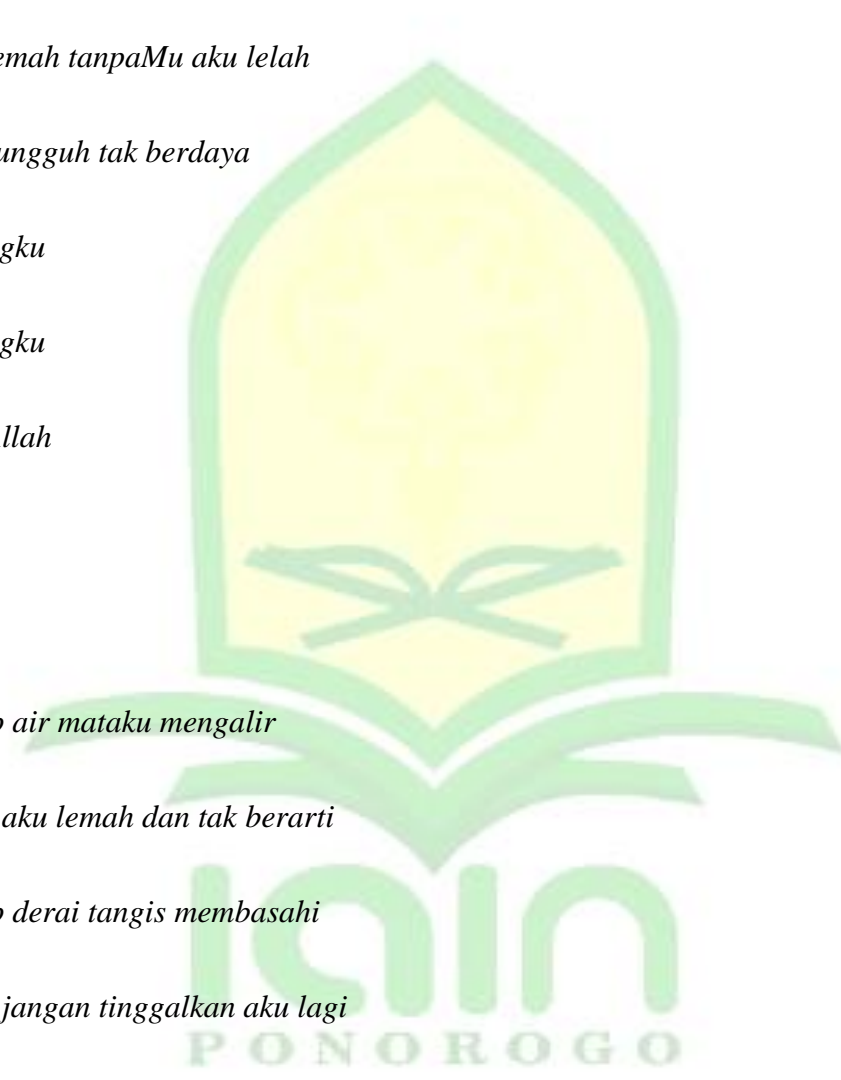 emah tanpaMu aku lelah
ungguh tak berdaya
gku
gku
llah
air mataku mengalir
aku lemah dan tak berarti
derai tangis membasahi
jangan tinggalkan aku lagi
iain
PONOROGO